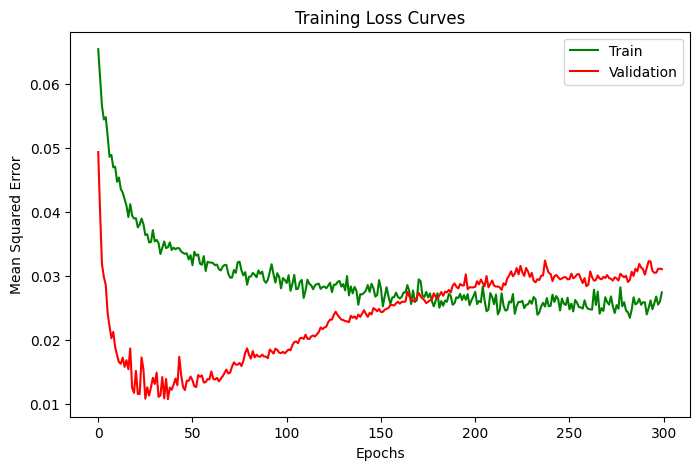 Training Loss Curves
Train
Validation
0.06
0.05
0.04
0.03
0.02
0.01
Mean Squared Error
0
50
100
150
200
250
300
Epochs